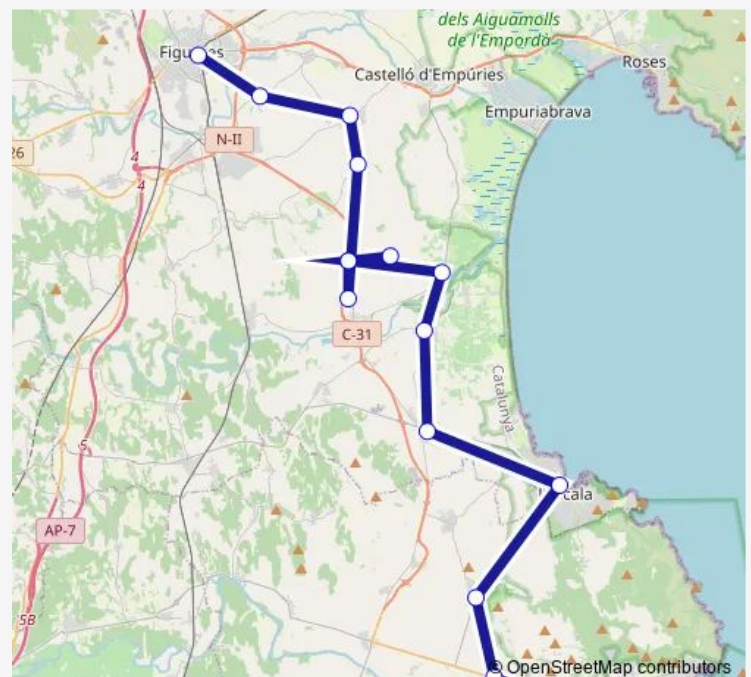 dels Aiguamolls
de l'Empordà
Roses
Castelló d'Empúries
Empuriabrava
N-II
26
4
4
C-31
Catalunya
5
AP-7
5B
© OpenStreetMap contributors